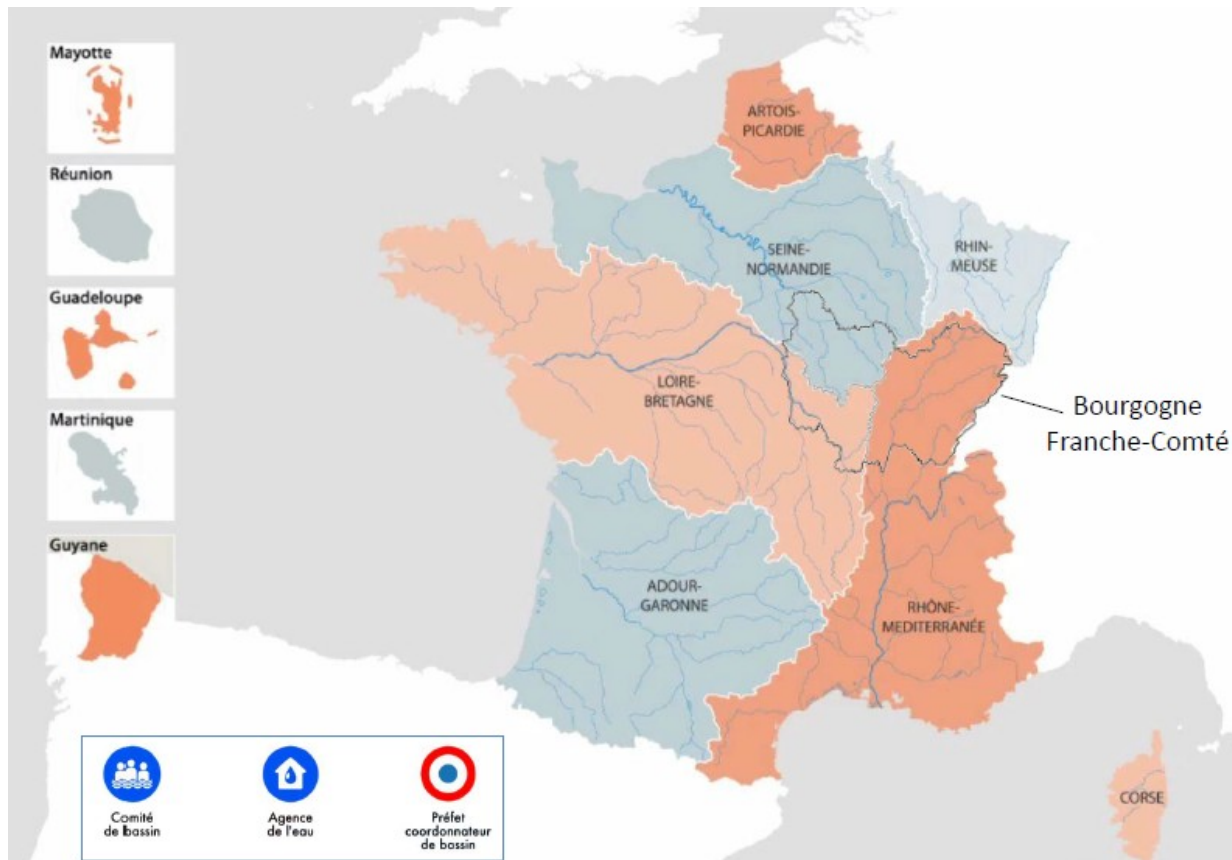 Mayotte
Réunion
Guadeloupe
Martinique
Guyane
ARTOIS-
PICARDIE
SEINE-
NORMANDIE
RHIN-
MEUSE
LOIRE-
BRETAGNE
Bourgogne
Franche-Comté
ADOUR-
GARONNE
RHÔNE-
MEDITERRANÉE
CORSE
Comité
de bassin
Agence
de l'eau
Préfet
coordonnateur
de bassin